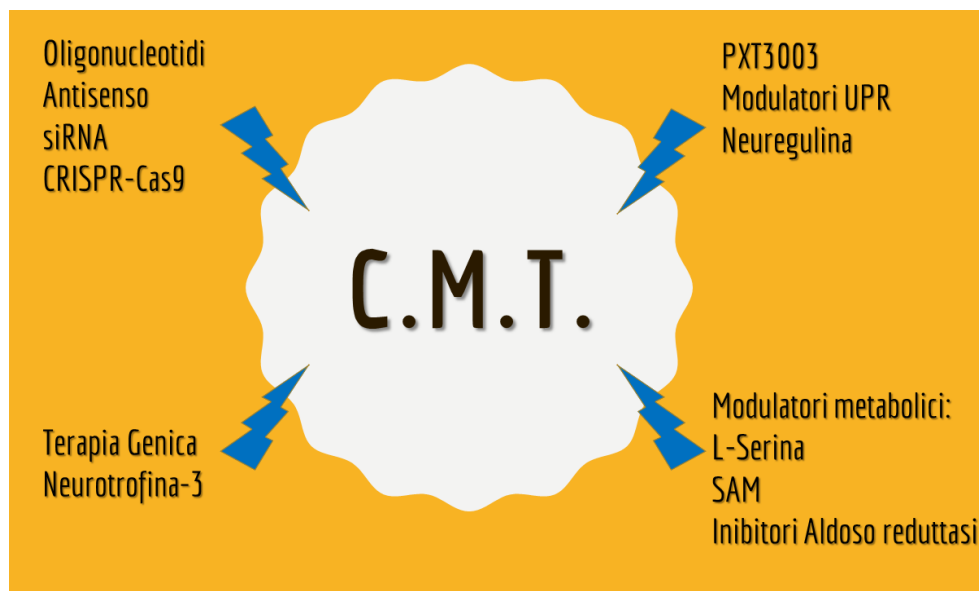 Oligonucleotidi
Antisenso
siRNA
CRISPR-Cas9
PXT3003
Modulatori UPR
Neuregulina
C.M.T.
Terapia Genica
Neurotrofina-3
Modulatori metabolici:
L-Serina
SAM
Inibitori Aldoso reduttasi